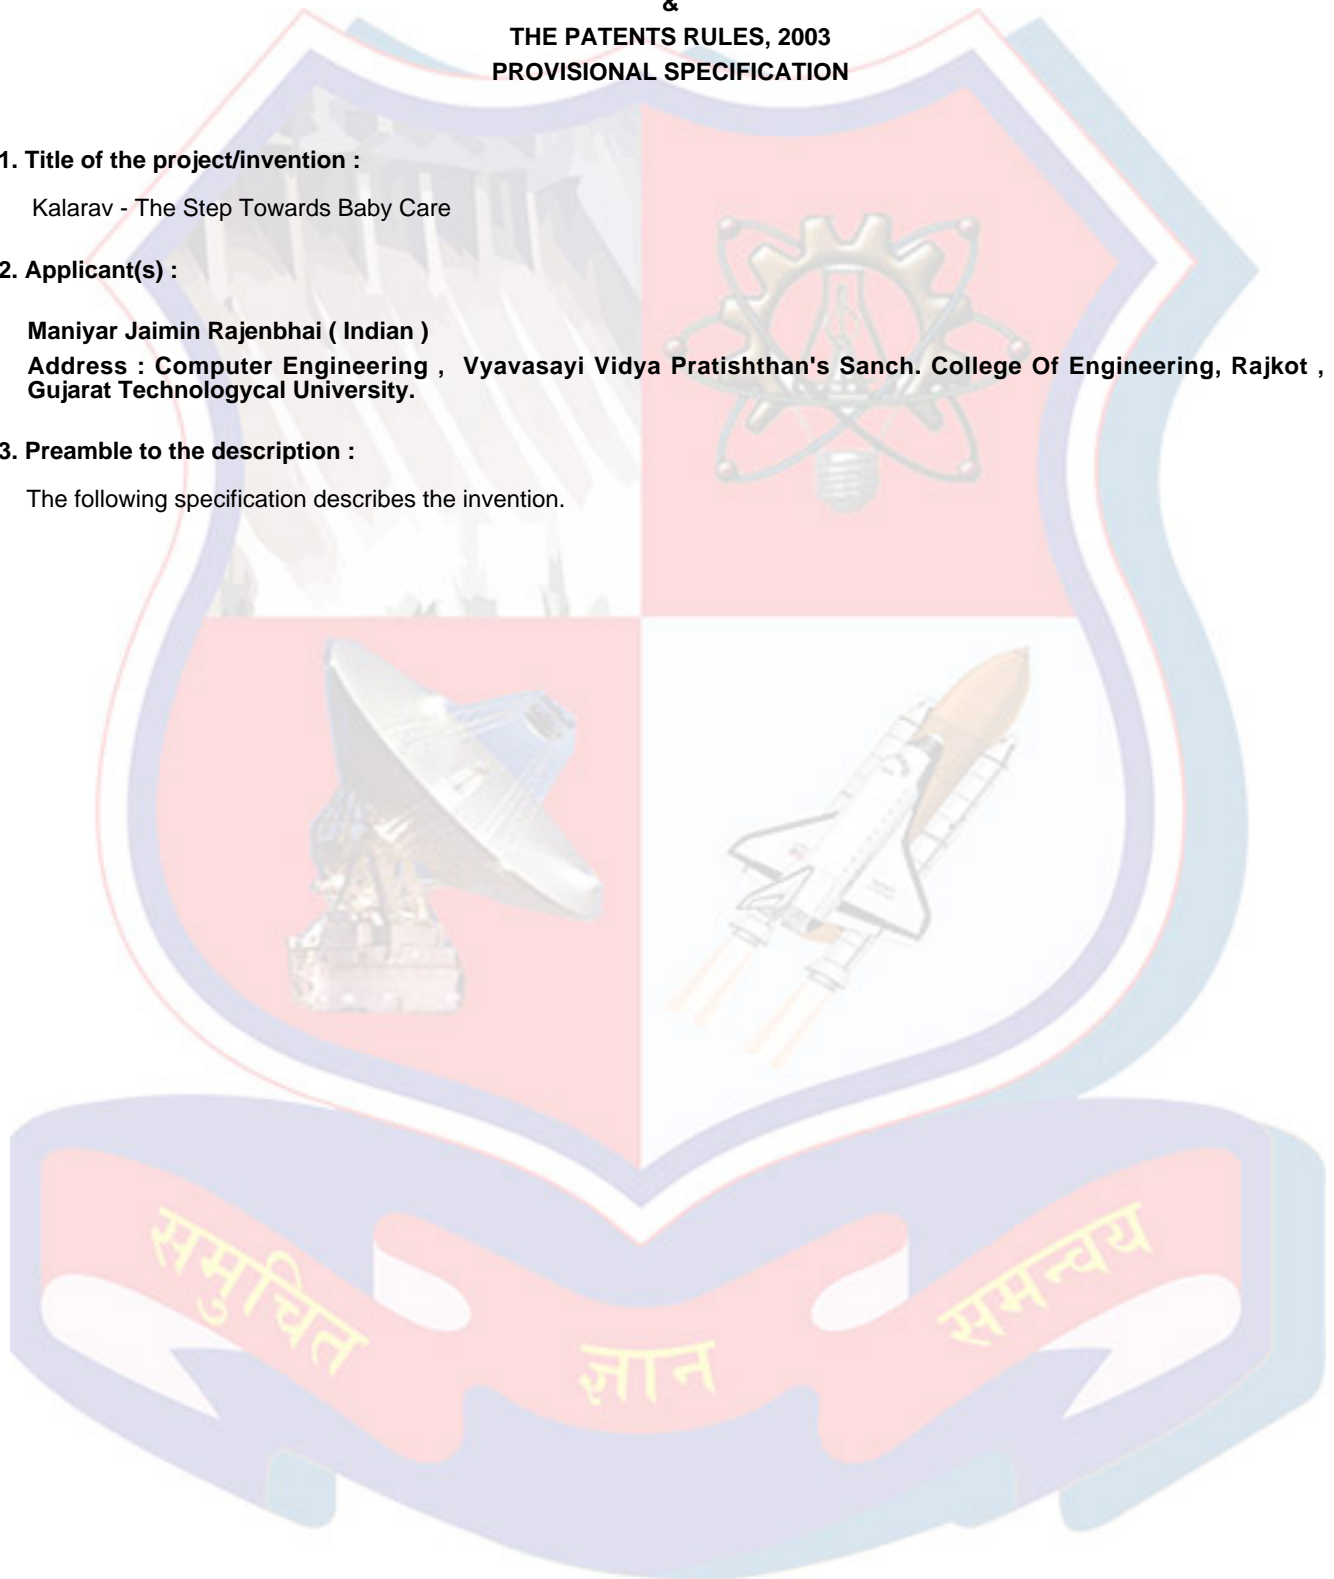 &
THE PATENTS RULES, 2003
PROVISIONAL SPECIFICATION
1. Title of the project/invention :
Kalarav - The Step Towards Baby Care
2. Applicant(s) :
Maniyar Jaimin Rajenbhai ( Indian )
Address : Computer Engineering , Vyavasayi Vidya Pratishthan's Sanch. College Of Engineering, Rajkot ,
Gujarat Technologycal University.
3. Preamble to the description :
The following specification describes the invention.
समुचित ज्ञान समन्वय